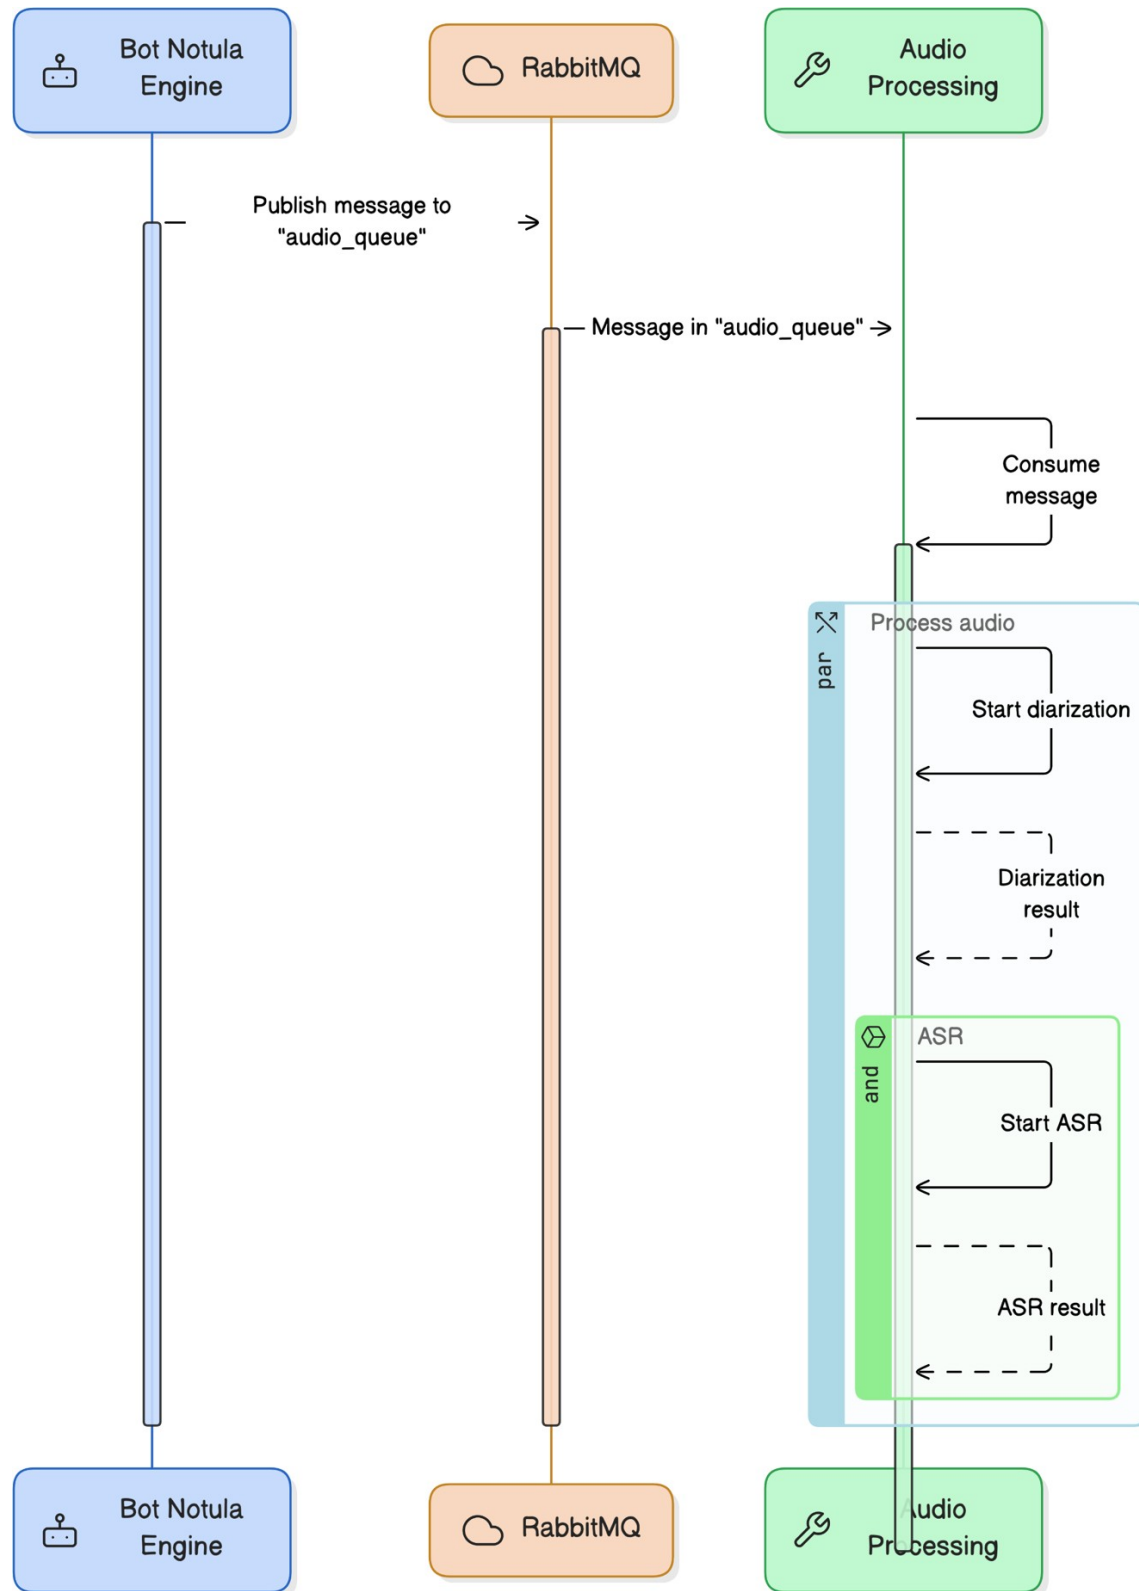 Bot Notula
Engine
RabbitMQ
Audio
Processing
Publish message to
"audio_queue"
Message in "audio_queue"
Consume
message
par
Process audio
Start diarization
Diarization
result
and
ASR
Start ASR
ASR result
Bot Notula
Engine
RabbitMQ
Audio
Processing